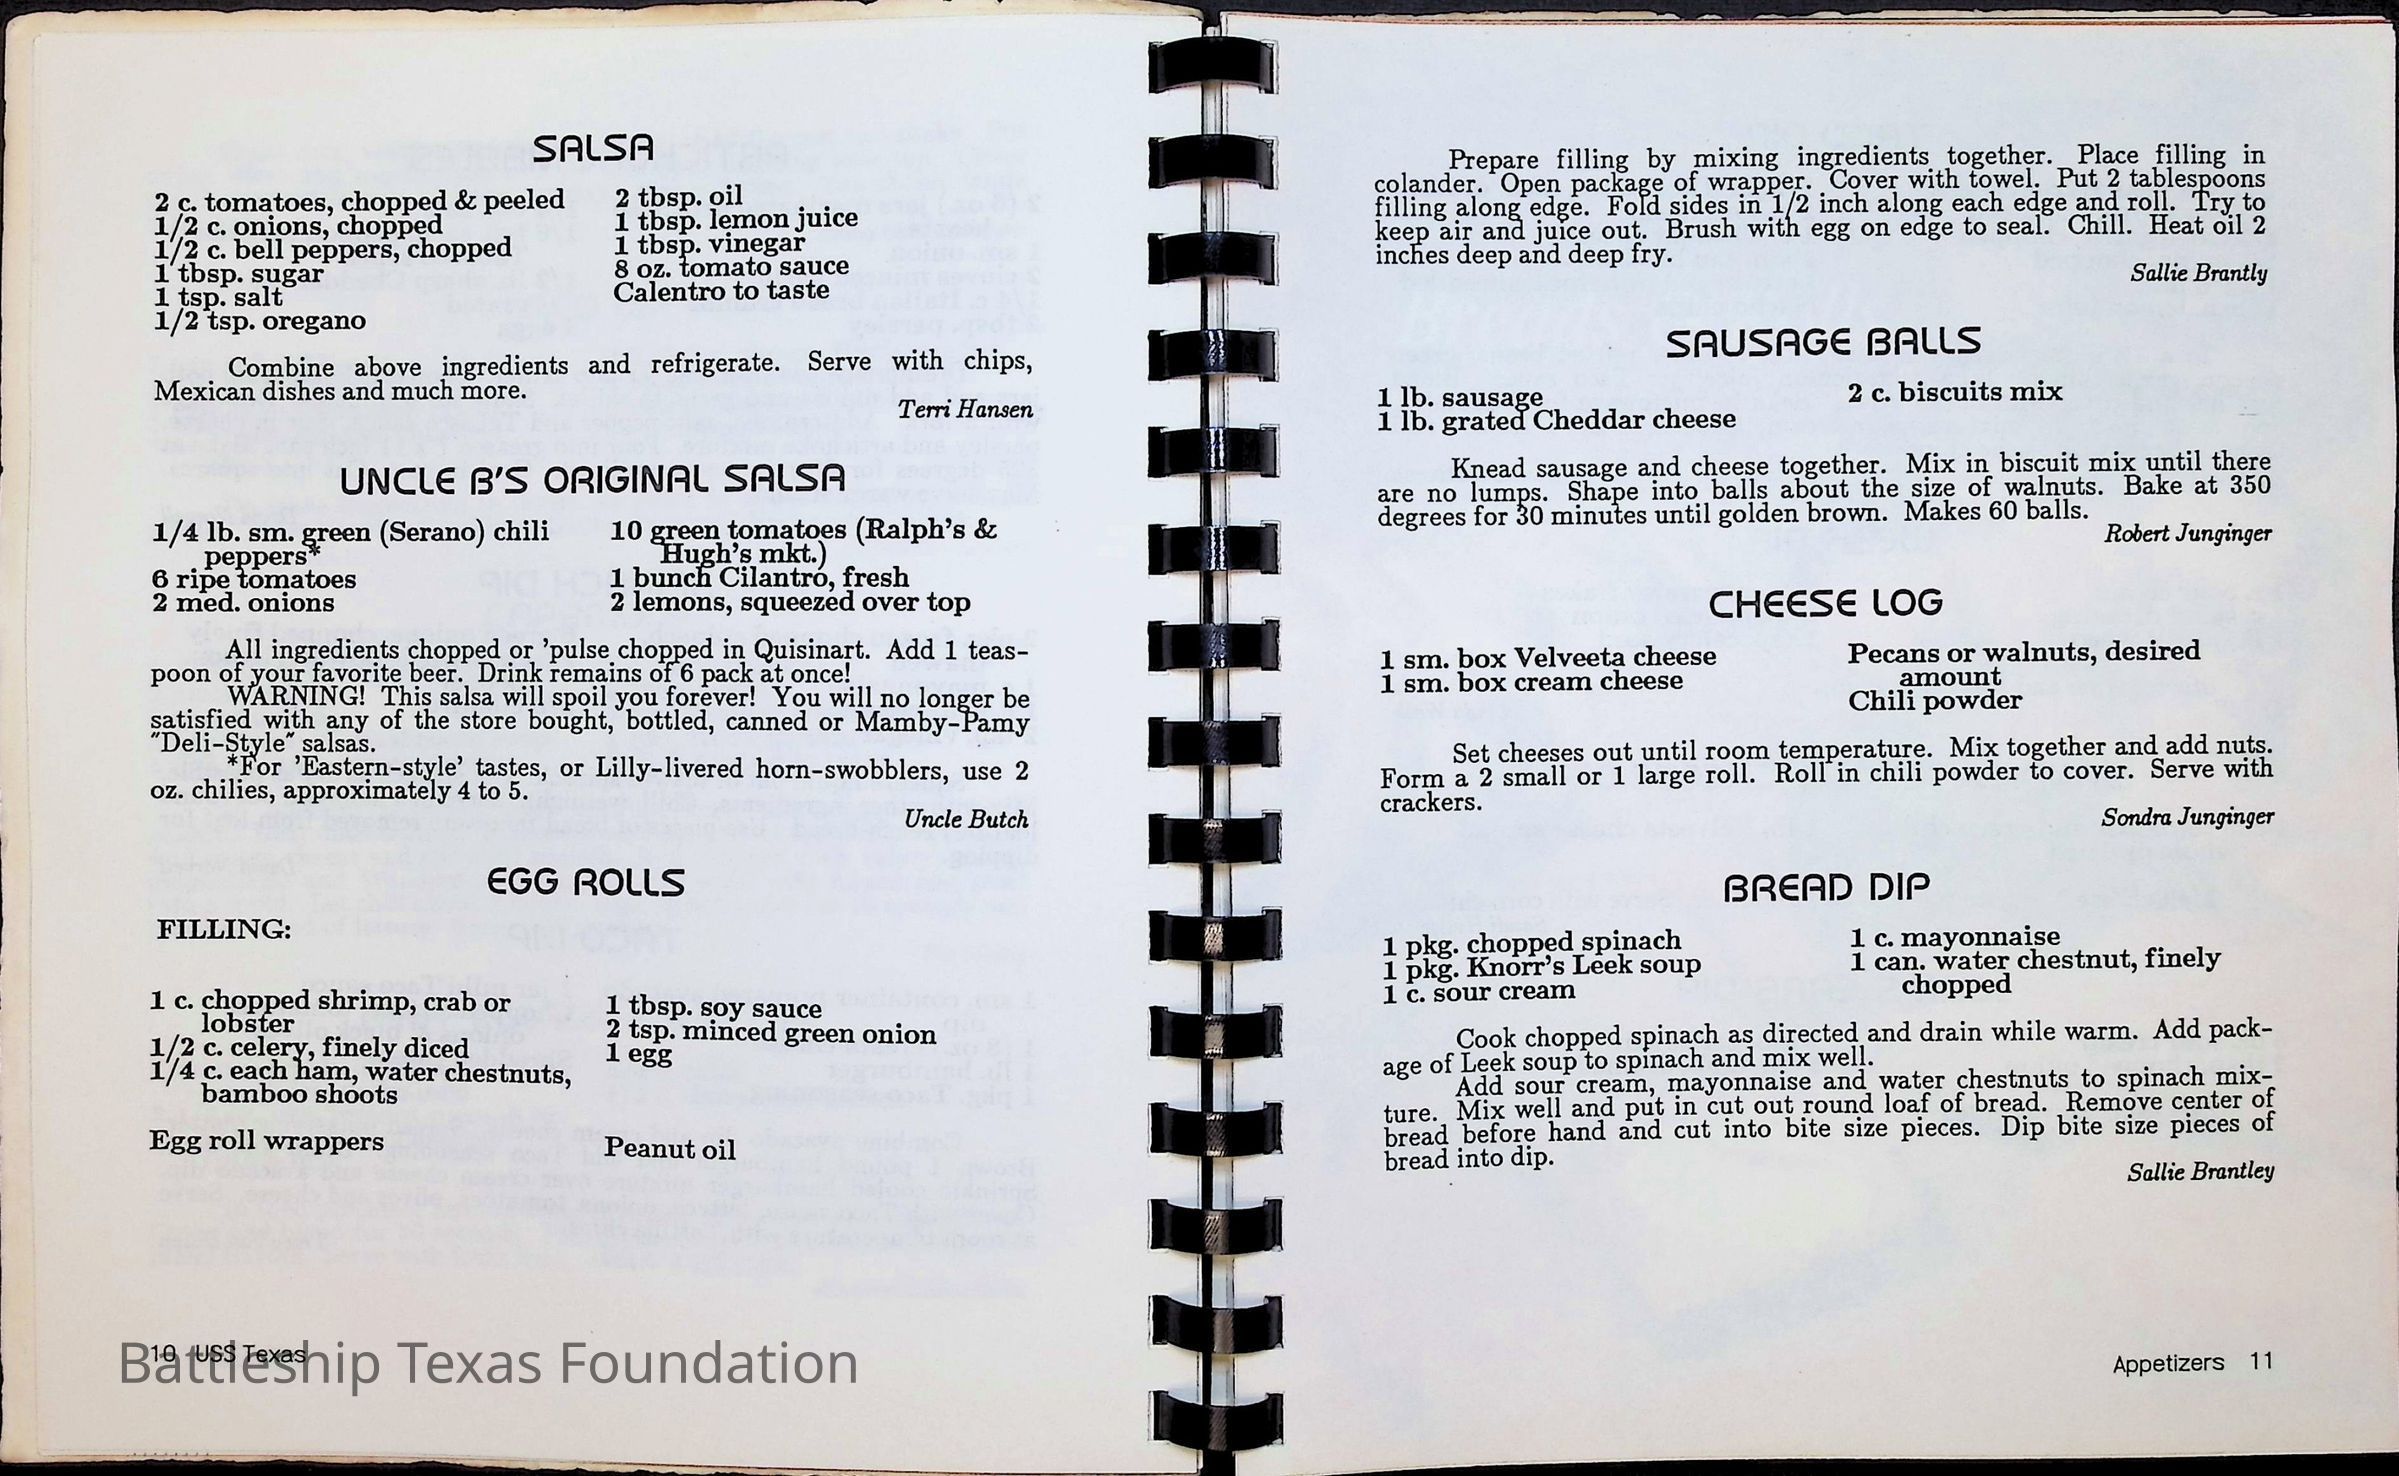 SALSA
2 c. tomatoes, chopped & peeled
1/2 c. onions, chopped
1/2 c. bell peppers, chopped
1 tbsp. sugar
1 tsp. salt
1/2 tsp. oregano
2 tbsp. oil
1 tbsp. lemon juice
1 tbsp. vinegar
8 oz. tomato sauce
Calentro to taste
Combine above ingredients and refrigerate. Serve with chips,
Mexican dishes and much more.
Terri Hansen
UNCLE B'S ORIGINAL SALSA
1/4 lb. sm. green (Serano) chili
peppers*
6 ripe tomatoes
2 med. onions
10 green tomatoes (Ralph's &
Hugh's mkt.)
1 bunch Cilantro, fresh
2 lemons, squeezed over top
All ingredients chopped or 'pulse chopped in Quisinart. Add 1 teas-
poon of your favorite beer. Drink remains of 6 pack at once!
WARNING! This salsa will spoil you forever! You will no longer be
satisfied with any of the store bought, bottled, canned or Mamby-Pamy
"Deli-Style" salsas.
*For 'Eastern-style' tastes, or Lilly-livered horn-swobblers, use 2
oz. chilies, approximately 4 to 5.
Uncle Butch
EGG ROLLS
FILLING:
1 c. chopped shrimp, crab or
lobster
1/2 c. celery, finely diced
1/4 c. each ham, water chestnuts,
bamboo shoots
1 tbsp. soy sauce
2 tsp. minced green onion
1 egg
Egg roll wrappers
Peanut oil
10 USS Texas
Battleship Texas Foundation
Prepare filling by mixing ingredients together. Place filling in
colander. Open package of wrapper. Cover with towel. Put 2 tablespoons
filling along edge. Fold sides in 1/2 inch along each edge and roll. Try to
keep air and juice out. Brush with egg on edge to seal. Chill. Heat oil 2
inches deep and deep fry.
Sallie Brantly
SAUSAGE BALLS
1 lb. sausage
1 lb. grated Cheddar cheese
2 c. biscuits mix
Knead sausage and cheese together. Mix in biscuit mix until there
are no lumps. Shape into balls about the size of walnuts. Bake at 350
degrees for 30 minutes until golden brown. Makes 60 balls.
Robert Junginger
CHEESE LOG
1 sm. box Velveeta cheese
1 sm. box cream cheese
Pecans or walnuts, desired
amount
Chili powder
Set cheeses out until room temperature. Mix together and add nuts.
Form a 2 small or 1 large roll. Roll in chili powder to cover. Serve with
crackers.
Sondra Junginger
BREAD DIP
1 pkg. chopped spinach
1 pkg. Knorr's Leek soup
1 c. sour cream
1 c. mayonnaise
1 can. water chestnut, finely
chopped
Cook chopped spinach as directed and drain while warm. Add pack-
age of Leek soup to spinach and mix well.
Add sour cream, mayonnaise and water chestnuts to spinach mix-
ture. Mix well and put in cut out round loaf of bread. Remove center of
bread before hand and cut into bite size pieces. Dip bite size pieces of
bread into dip.
Sallie Brantley
Appetizers 11